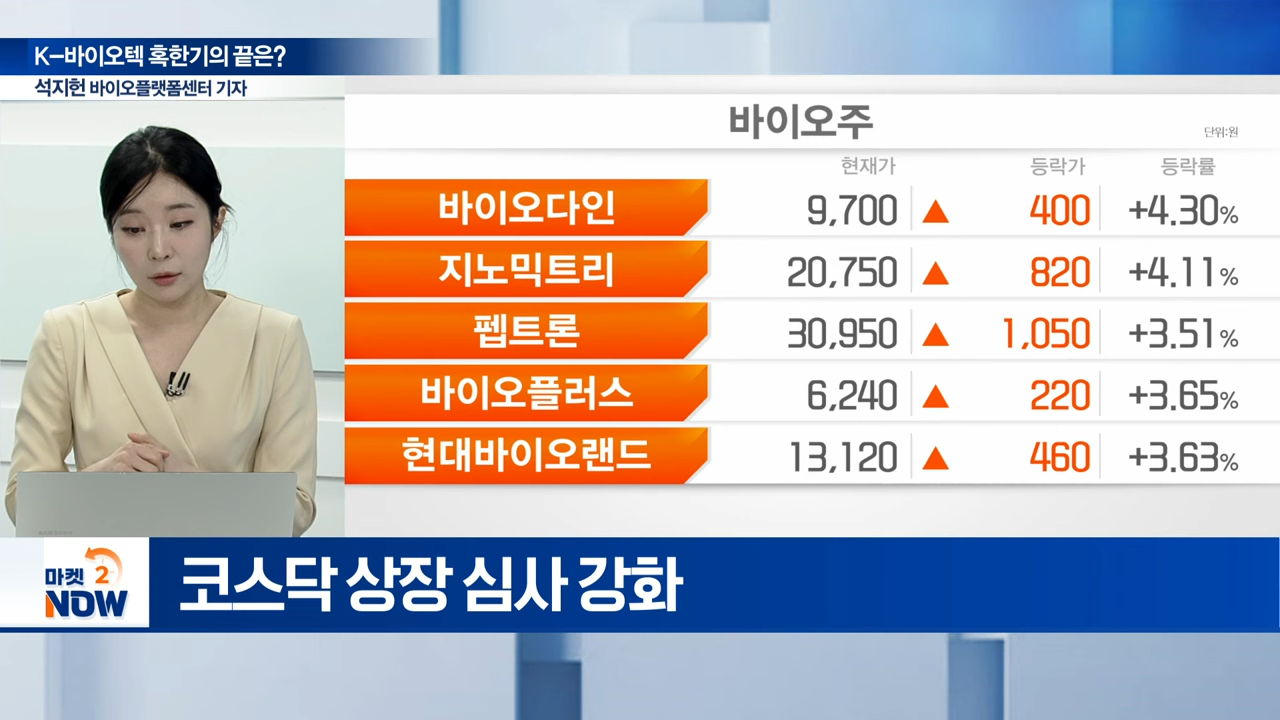 K-바이오텍 혹한기의 끝은?
석지헌 바이오플랫폼센터 기자
바이오주
단위:원
현재가 등락가 등락률
바이오다인 9,700 ▲ 400 +4.30%
지노믹트리 20,750 ▲ 820 +4.11%
펩트론 30,950 ▲ 1,050 +3.51%
바이오플러스 6,240 ▲ 220 +3.65%
현대바이오랜드 13,120 ▲ 460 +3.63%
마켓 2
NOW
코스닥 상장 심사 강화